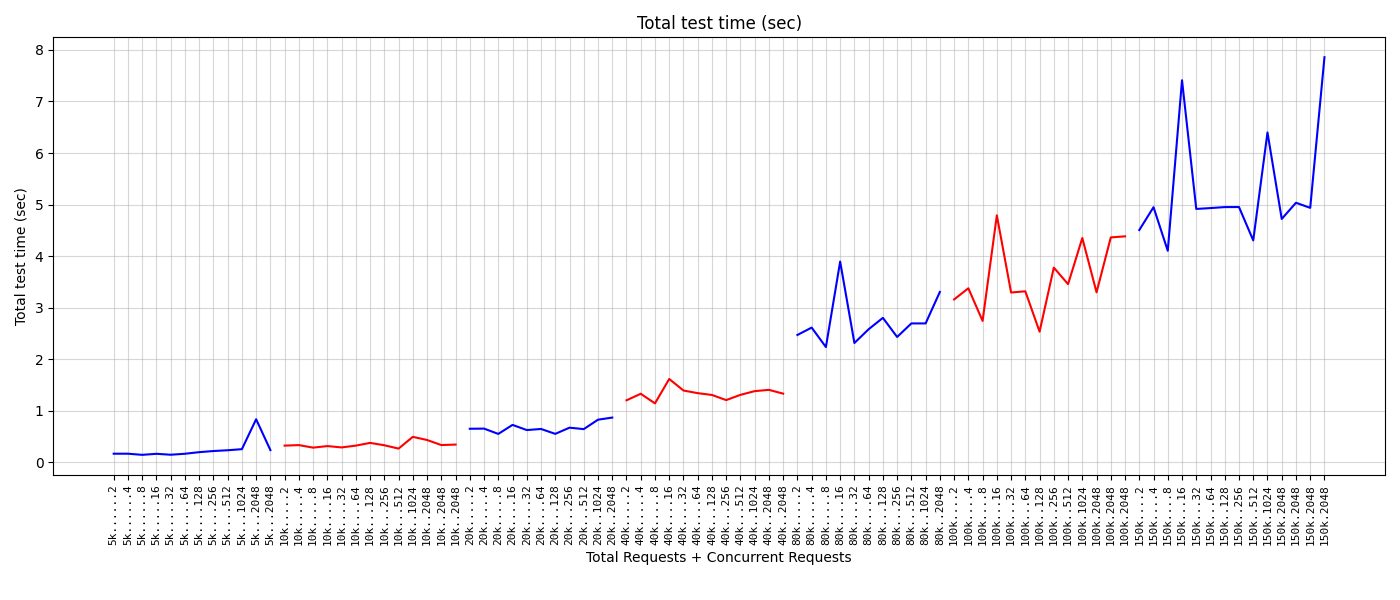 Total test time (sec)
Total test time (sec)
8
7
6
5
4
3
2
1
0
5k......2
5k......4
5k......8
5k.....16
5k.....32
5k.....64
5k....128
5k....256
5k....512
5k...1024
5k...2048
5k...2048
10k.....2
10k.....4
10k.....8
10k....16
10k....32
10k....64
10k...128
10k...256
10k...512
10k..1024
10k..2048
10k..2048
10k..2048
20k.....2
20k.....4
20k.....8
20k....16
20k....32
20k....64
20k...128
20k...256
20k...512
20k..1024
20k..2048
40k.....2
40k.....4
40k.....8
40k....16
40k....32
40k....64
40k...128
40k...256
40k...512
40k..1024
40k..2048
40k..2048
80k.....2
80k.....4
80k.....8
80k....16
80k....32
80k....64
80k...128
80k...256
80k...512
80k..1024
80k..2048
100k....2
100k....4
100k....8
100k...16
100k...32
100k...64
100k..128
100k..256
100k..512
100k.1024
100k.2048
100k.2048
100k.2048
150k....2
150k....4
150k....8
150k...16
150k...32
150k...64
150k..128
150k..256
150k..512
150k.1024
150k.2048
150k.2048
150k.2048
150k.2048
Total Requests + Concurrent Requests